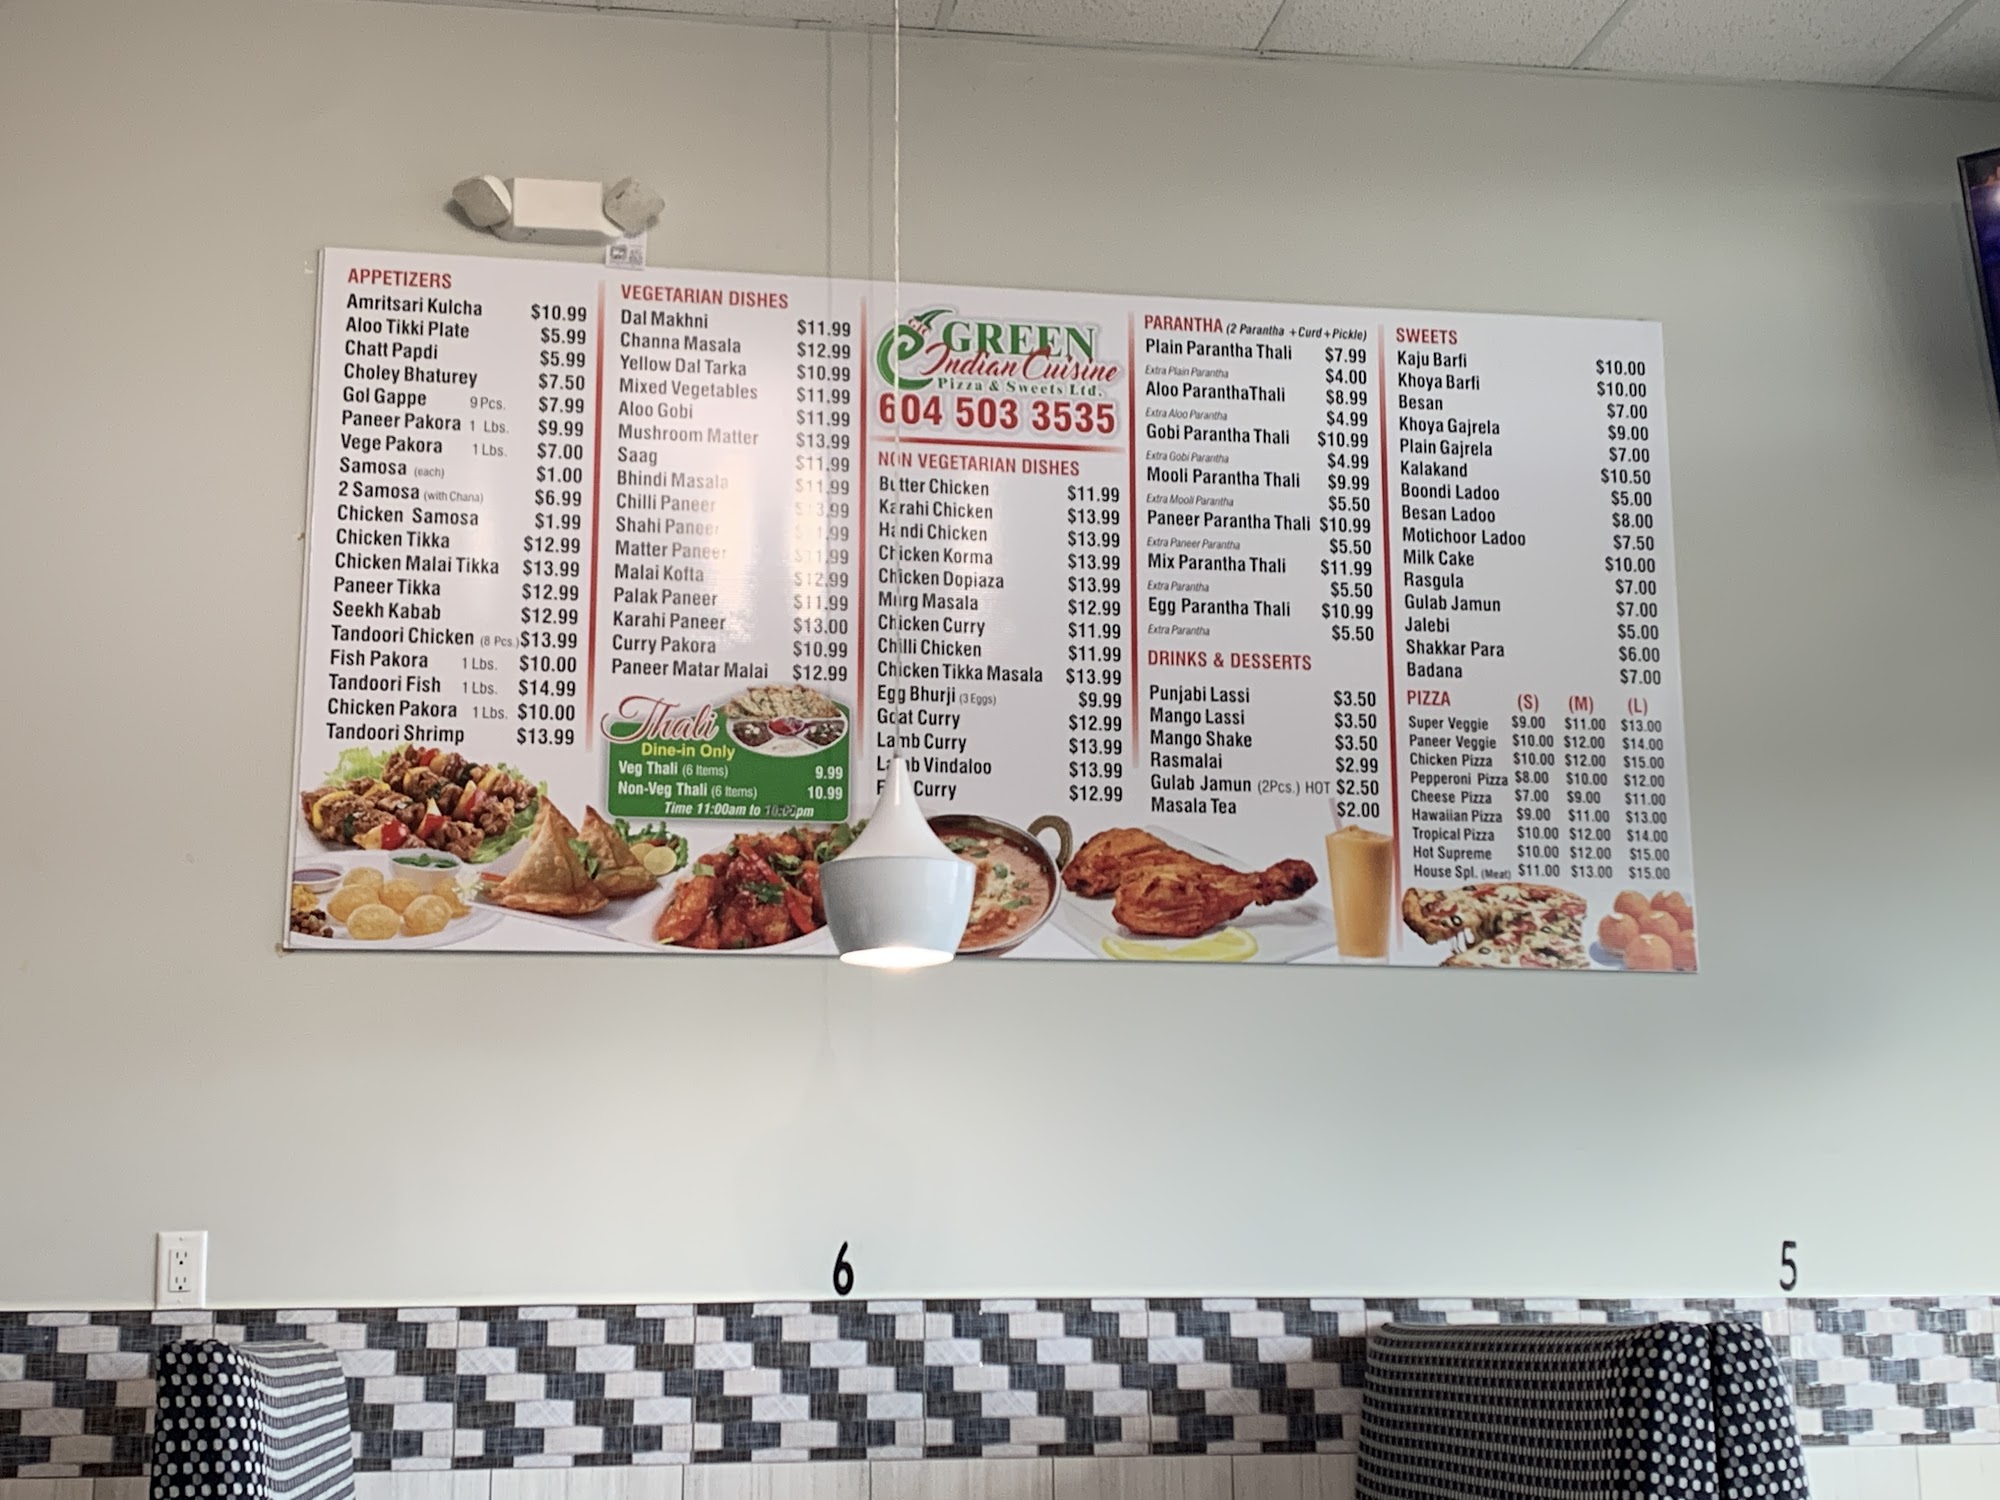 APPETIZERS
Amritsari Kulcha $10.99
Aloo Tikki Plate $5.99
Chatt Papdi $5.99
Choley Bhaturey $7.50
Gol Gappe 9 Pcs. $7.99
Paneer Pakora 1 Lbs. $9.99
Vege Pakora 1 Lbs. $7.00
Samosa (each) $1.00
2 Samosa (with Chana) $6.99
Chicken Samosa $1.99
Chicken Tikka $12.99
Chicken Malai Tikka $13.99
Paneer Tikka $12.99
Seekh Kabab $12.99
Tandoori Chicken (8 Pcs.) $13.99
Fish Pakora 1 Lbs. $10.00
Tandoori Fish 1 Lbs. $14.99
Chicken Pakora 1 Lbs. $10.00
Tandoori Shrimp $13.99
VEGETARIAN DISHES
Dal Makhni $11.99
Channa Masala $12.99
Yellow Dal Tarka $10.99
Mixed Vegetables $11.99
Aloo Gobi $11.99
Mushroom Matter $13.99
Saag $11.99
Bhindi Masala $11.99
Chilli Paneer $13.99
Shahi Paneer
Matter Paneer $11.99
Malai Kofta $12.99
Palak Paneer $11.99
Karahi Paneer $13.00
Curry Pakora $10.99
Paneer Matar Malai $12.99
Thali
Dine-in Only
Veg Thali (6 Items) 9.99
Non-Veg Thali (6 Items) 10.99
Time 11:00am to 10:00pm
GREEN
Indian Cuisine
Pizza & Sweets Ltd.
604 503 3535
NON VEGETARIAN DISHES
Butter Chicken $11.99
Karahi Chicken $13.99
Handi Chicken $13.99
Chicken Korma $13.99
Chicken Dopiaza $13.99
Murg Masala $12.99
Chicken Curry $11.99
Chilli Chicken $11.99
Chicken Tikka Masala $13.99
Egg Bhurji (3 Eggs) $9.99
Goat Curry $12.99
Lamb Curry $13.99
Lamb Vindaloo $13.99
Curry $12.99
PARANTHA (2 Parantha +Curd+Pickle)
Plain Parantha Thali $7.99
Extra Plain Parantha $4.00
Aloo ParanthaThali $8.99
Extra Aloo Parantha $4.99
Gobi Parantha Thali $10.99
Extra Gobi Parantha $4.99
Mooli Parantha Thali $9.99
Extra Mooli Parantha $5.50
Paneer Parantha Thali $10.99
Extra Paneer Parantha $5.50
Mix Parantha Thali $11.99
Extra Parantha $5.50
Egg Parantha Thali $10.99
Extra Parantha $5.50
DRINKS & DESSERTS
Punjabi Lassi $3.50
Mango Lassi $3.50
Mango Shake $3.50
Rasmalai $2.99
Gulab Jamun (2Pcs.) HOT $2.50
Masala Tea $2.00
SWEETS
Kaju Barfi $10.00
Khoya Barfi $10.00
Besan $7.00
Khoya Gajrela $9.00
Plain Gajrela $7.00
Kalakand $10.50
Boondi Ladoo $5.00
Besan Ladoo $8.00
Motichoor Ladoo $7.50
Milk Cake $10.00
Rasgula $7.00
Gulab Jamun $7.00
Jalebi $5.00
Shakkar Para $6.00
Badana $7.00
PIZZA (S) (M) (L)
Super Veggie $9.00 $11.00 $13.00
Paneer Veggie $10.00 $12.00 $14.00
Chicken Pizza $10.00 $12.00 $15.00
Pepperoni Pizza $8.00 $10.00 $12.00
Cheese Pizza $7.00 $9.00 $11.00
Hawaiian Pizza $9.00 $11.00 $13.00
Tropical Pizza $10.00 $12.00 $14.00
Hot Supreme $10.00 $12.00 $15.00
House Spl. (Meat) $11.00 $13.00 $15.00
6
5